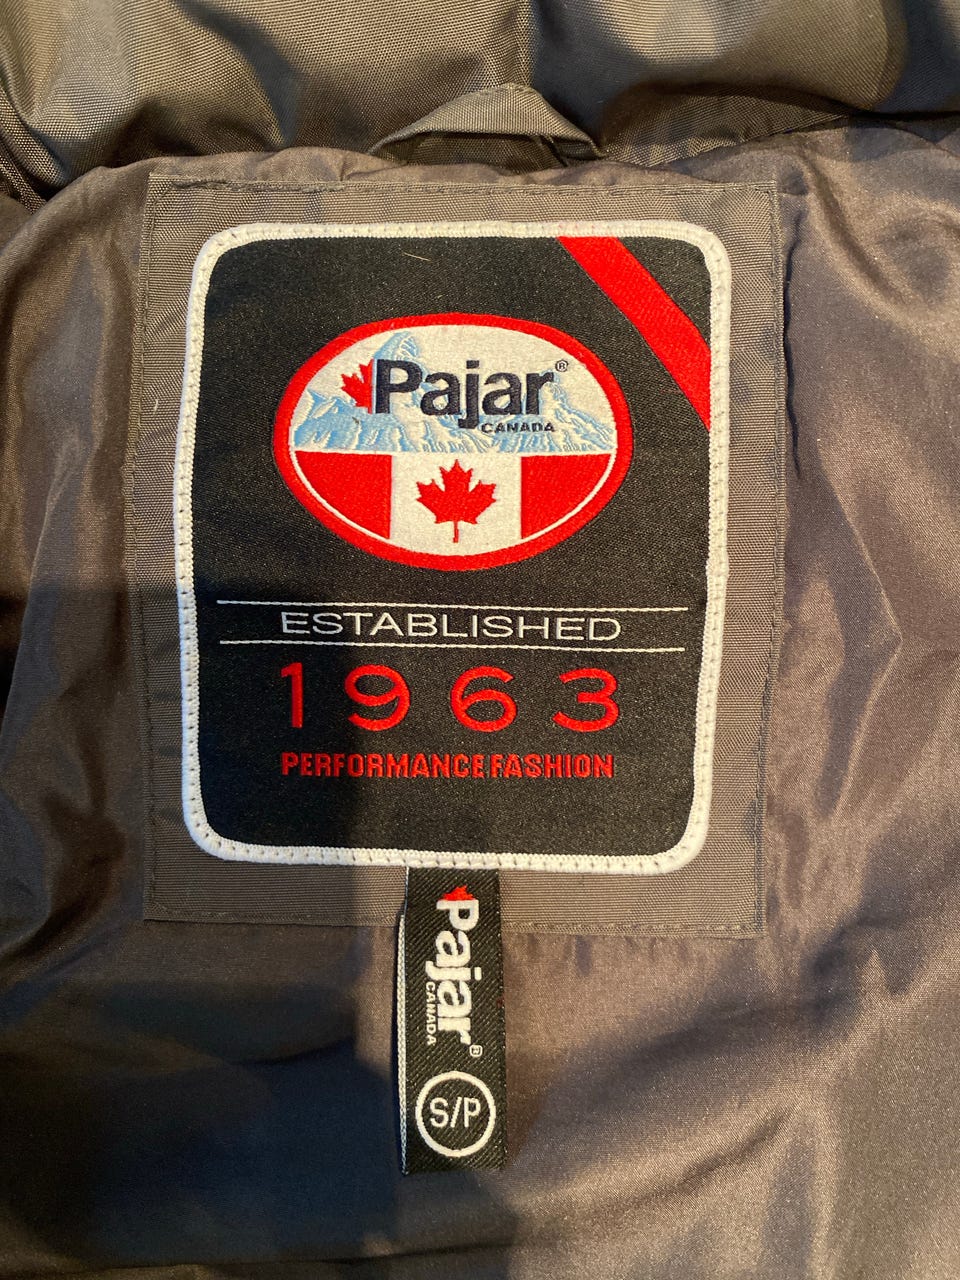 Pajar®
CANADA
ESTABLISHED
1963
PERFORMANCE FASHION
Pajar®
CANADA
S/P